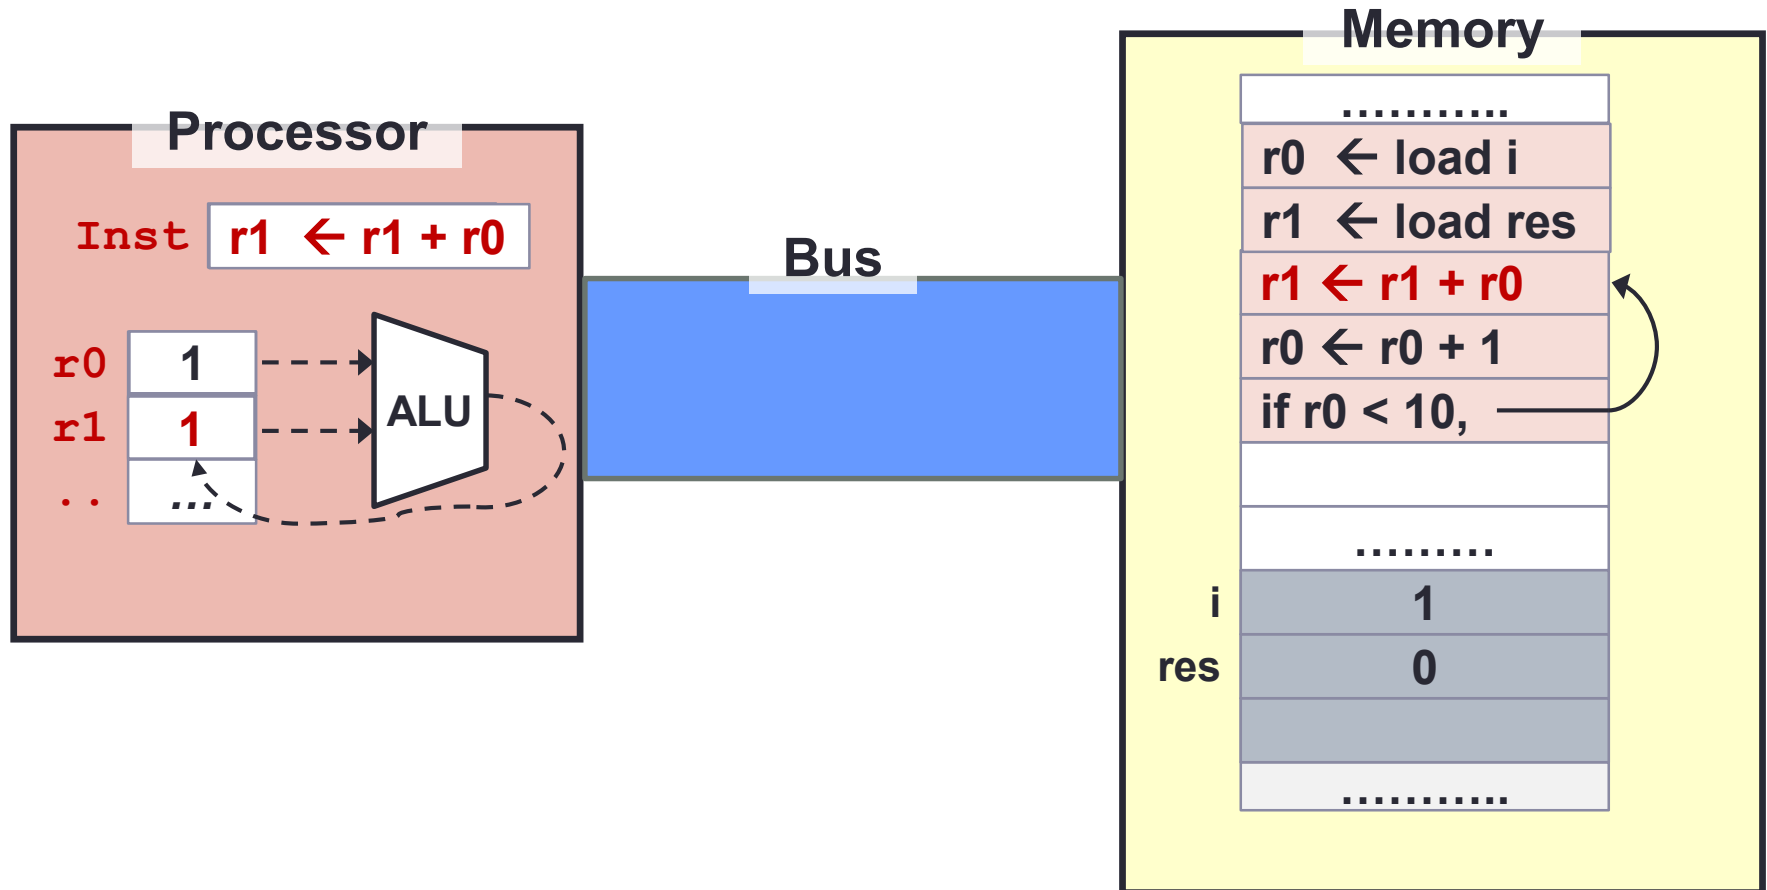 Processor
Inst r1 ← r1 + r0
r0 1
r1 1
.. ...
ALU
Bus
Memory
...........
r0 ← load i
r1 ← load res
r1 ← r1 + r0
r0 ← r0 + 1
if r0 < 10,
.........
i 1
res 0
...........